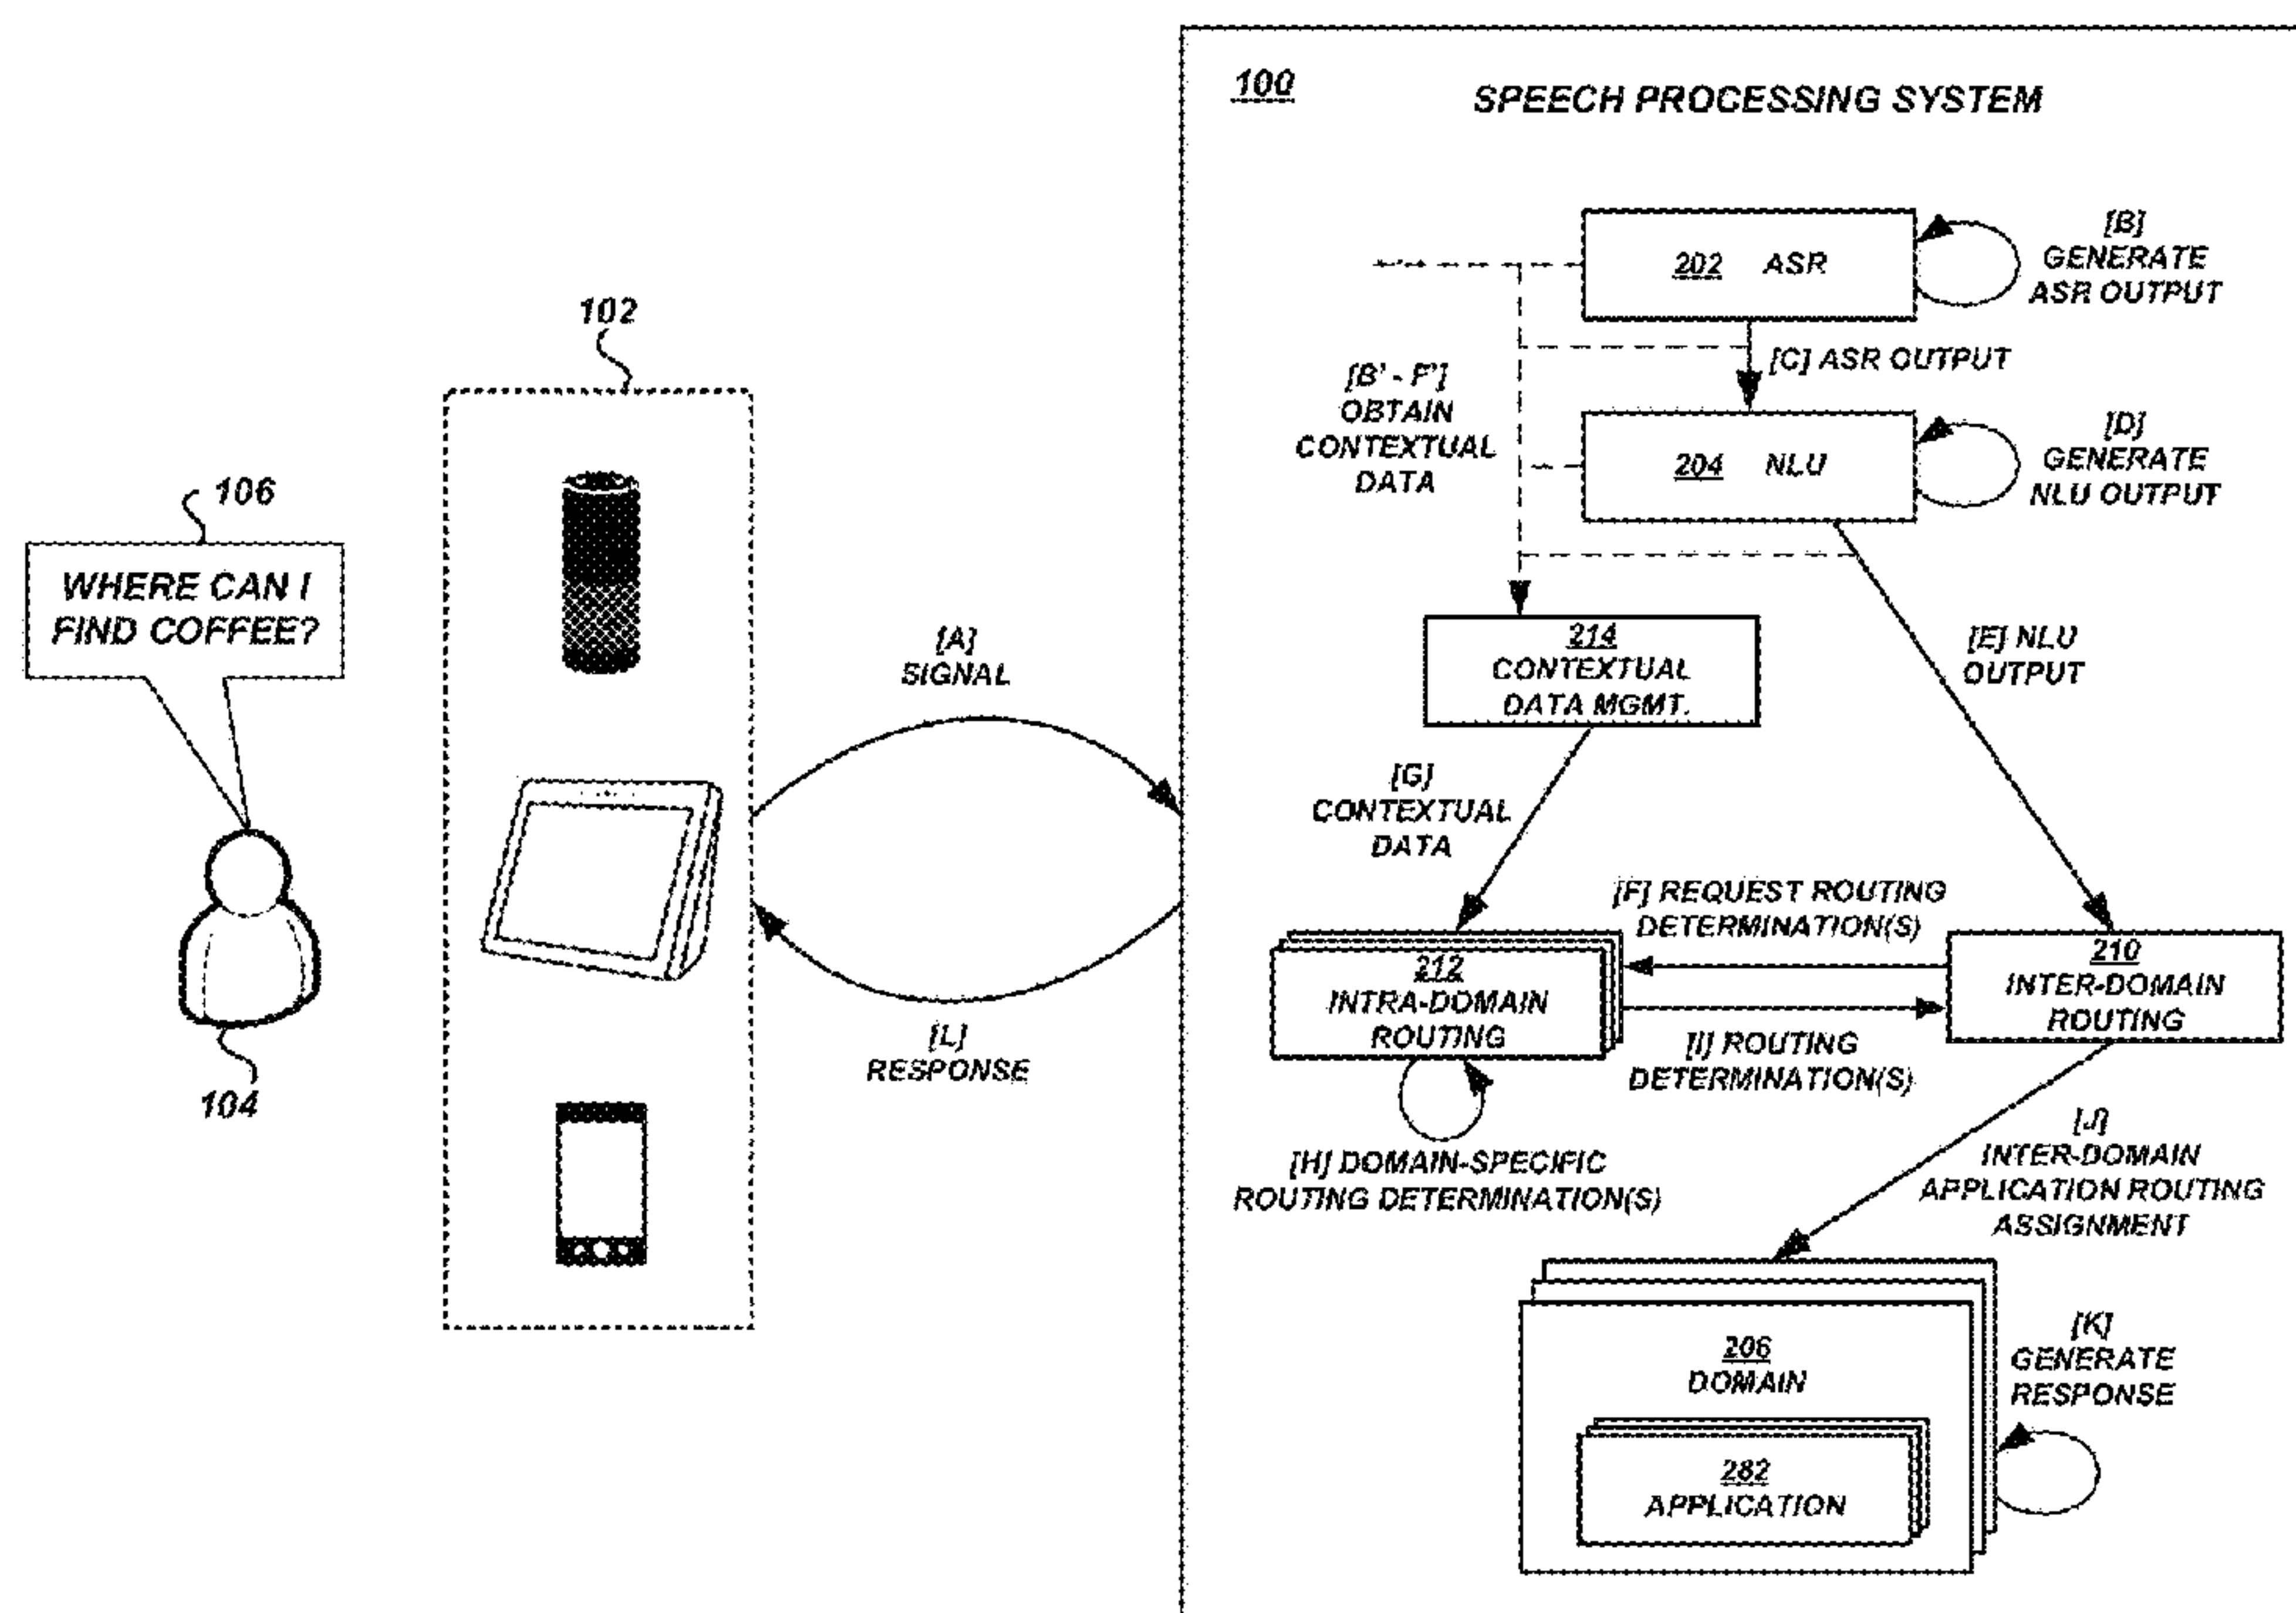 100
SPEECH PROCESSING SYSTEM
202 ASR
[B]
GENERATE
ASR OUTPUT
[C] ASR OUTPUT
[B' - F']
OBTAIN
CONTEXTUAL
DATA
204 NLU
[D]
GENERATE
NLU OUTPUT
102
106
WHERE CAN I
FIND COFFEE?
104
[A]
SIGNAL
[L]
RESPONSE
214
CONTEXTUAL
DATA MGMT.
[E] NLU
OUTPUT
[G]
CONTEXTUAL
DATA
[F] REQUEST ROUTING
DETERMINATION(S)
212
INTRA-DOMAIN
ROUTING
210
INTER-DOMAIN
ROUTING
[I] ROUTING
DETERMINATION(S)
[H] DOMAIN-SPECIFIC
ROUTING DETERMINATION(S)
[J]
INTER-DOMAIN
APPLICATION ROUTING
ASSIGNMENT
206
DOMAIN
282
APPLICATION
[K]
GENERATE
RESPONSE